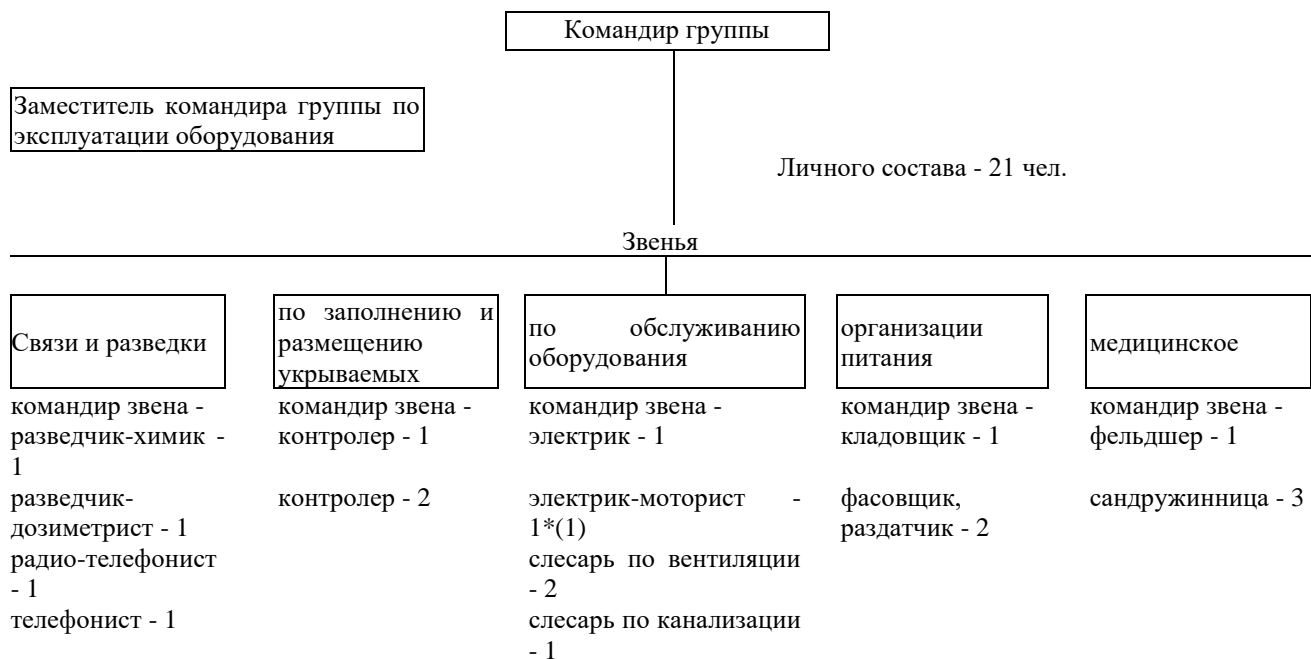 Командир группы
Заместитель командира группы по
эксплуатации оборудования
Личного состава - 21 чел.
Звенья
Связи и разведки
по заполнению и
размещению
укрываемых
по обслуживанию
оборудования
организации
питания
медицинское
командир звена -
разведчик-химик -
1
разведчик-
дозиметрист - 1
радио-телефонист
- 1
телефонист - 1
командир звена -
контролер - 1
контролер - 2
командир звена -
электрик - 1
электрик-моторист -
1*(1)
слесарь по вентиляции
- 2
слесарь по канализации
- 1
командир звена -
кладовщик - 1
фасовщик,
раздатчик - 2
командир звена -
фельдшер - 1
сандружинница - 3